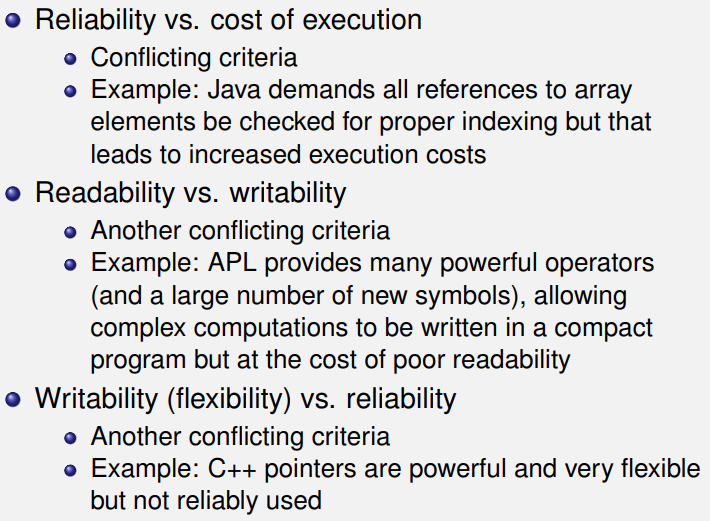 Reliability vs. cost of execution
Conflicting criteria
Example: Java demands all references to array
elements be checked for proper indexing but that
leads to increased execution costs
Readability vs. writability
Another conflicting criteria
Example: APL provides many powerful operators
(and a large number of new symbols), allowing
complex computations to be written in a compact
program but at the cost of poor readability
Writability (flexibility) vs. reliability
Another conflicting criteria
Example: C++ pointers are powerful and very flexible
but not reliably used